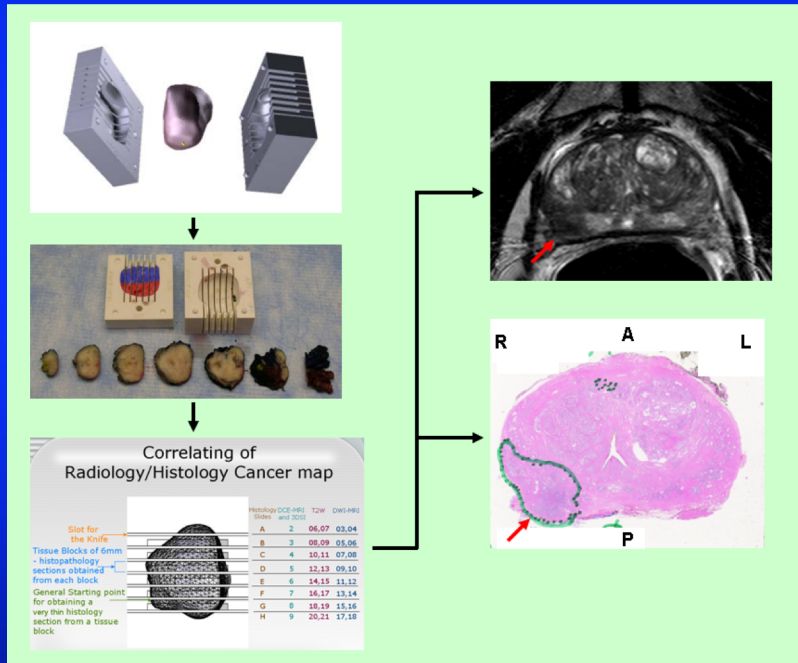 Correlating of
Radiology/Histology Cancer map
Slot for
the Knife
Tissue Blocks of 6mm
- histopathology
sections obtained
from each block
General Starting point
for obtaining a
very thin histology
section from a tissue
block
Histology DCE-MRI T2W DWI-MRI
Slides and 3DSI
A 2 06,07 03,04
B 3 08,09 05,06
C 4 10,11 07,08
D 5 12,13 09,10
E 6 14,15 11,12
F 7 16,17 13,14
G 8 18,19 15,16
H 9 20,21 17,18
R A L
P